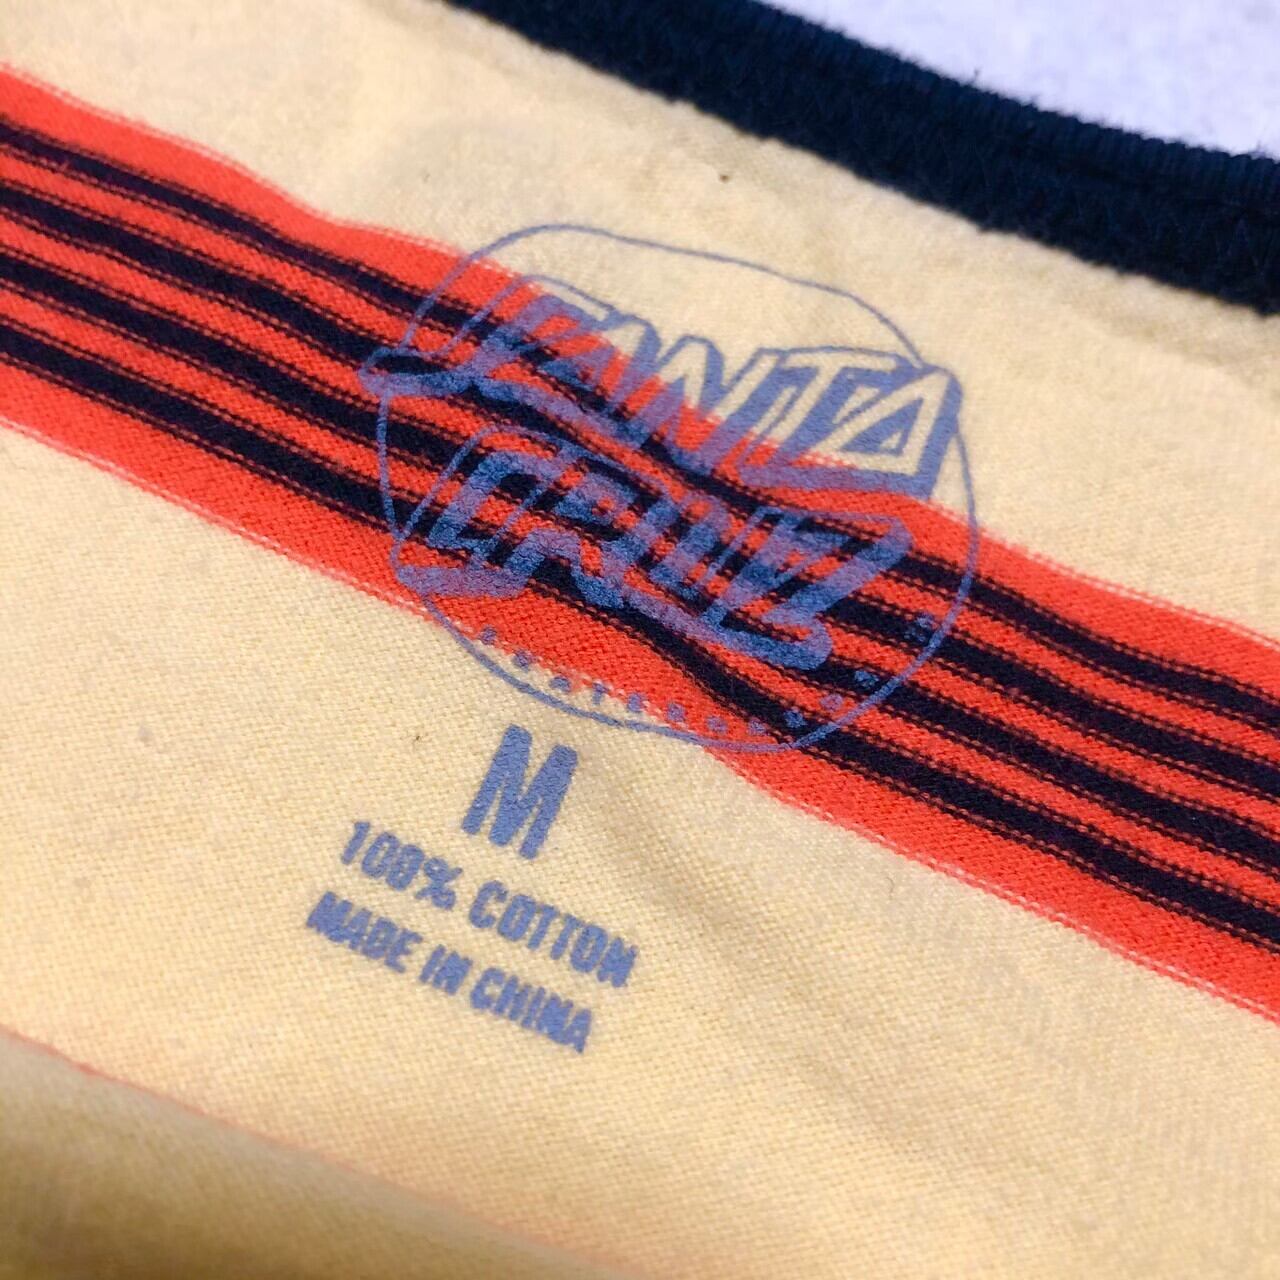 SANTA
CRUZ
M
100% COTTON
MADE IN CHINA